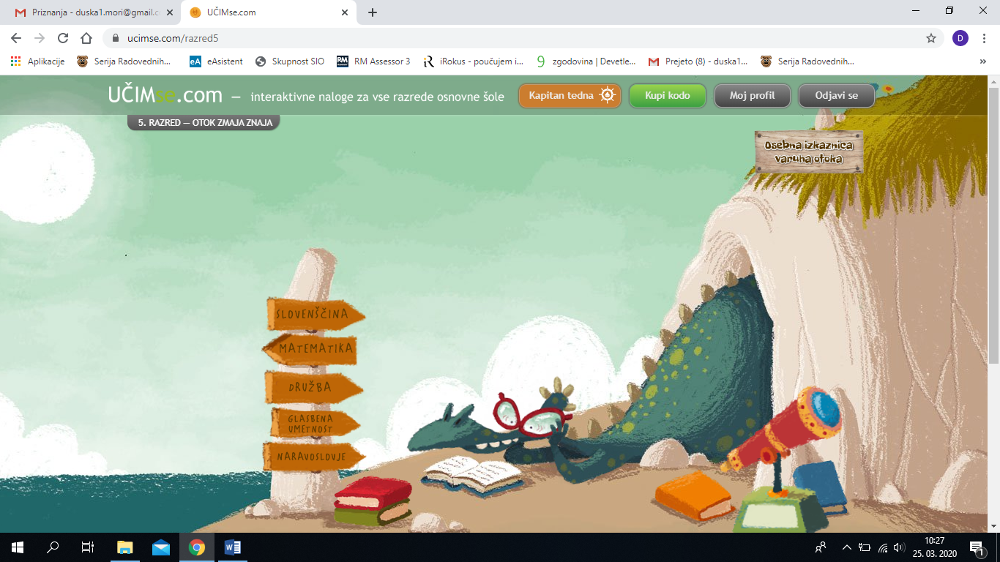 Priznanja - duska1.mori@gmail.c
UČIMse.com
ucimse.com/razred5
D
Aplikacije
Serija Radovednih...
eA
eAsistent
Skupnost SIO
RM
RM Assessor 3
iRokus – poučujem i...
zgodovina | Devetle...
Prejeto (8) - duska1...
Serija Radovednih...
»
UČIMse.com – interaktivne naloge za vse razrede osnovne šole
Kapitan tedna
Kupi kodo
Moj profil
Odjavi se
5. RAZRED — OTOK ZMAJA ZNAJA
Osebna izkaznica
varuha otoka
SLOVENŠČINA
MATEMATIKA
DRUŽBA
GLASBENA
UMETNOST
NARAVOSLOVJE
10:27
25. 03. 2020
1